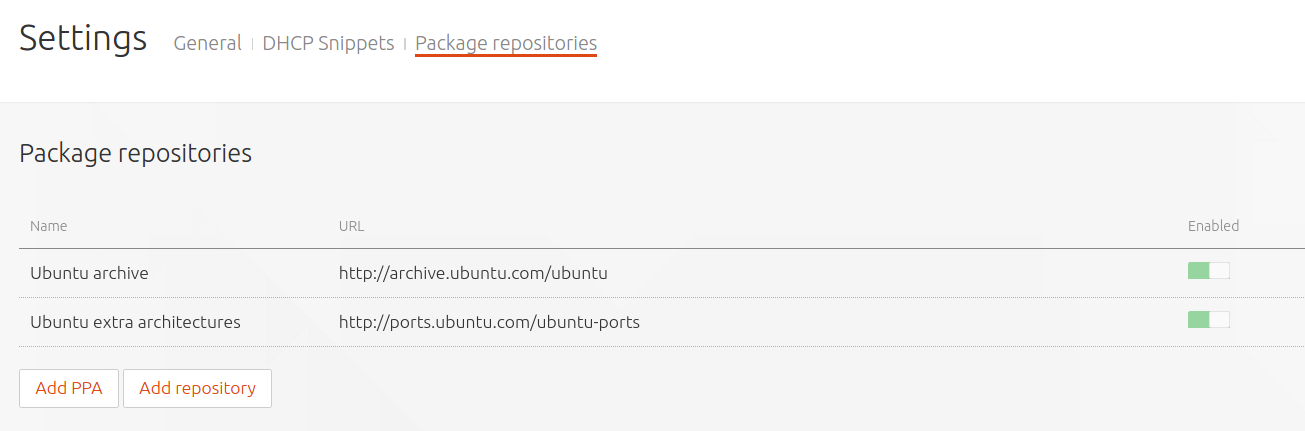 Settings General DHCP Snippets Package repositories
Package repositories
Name URL Enabled
Ubuntu archive http://archive.ubuntu.com/ubuntu
Ubuntu extra architectures http://ports.ubuntu.com/ubuntu-ports
Add PPA Add repository